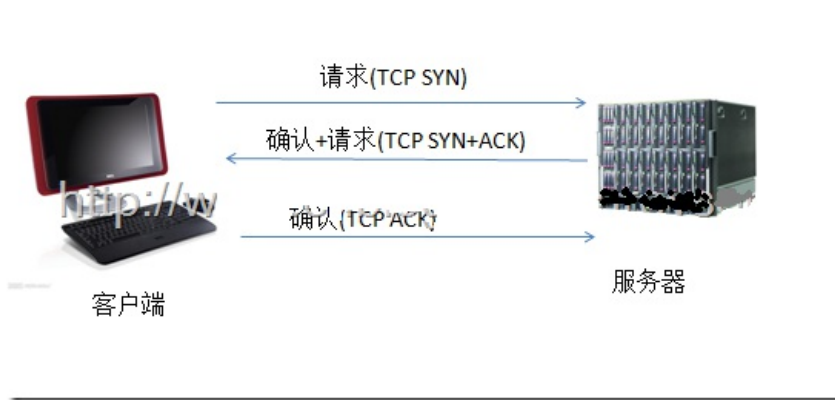 请求(TCP SYN)
确认+请求(TCP SYN+ACK)
http://w
确认(TCP ACK)
服务器
客户端